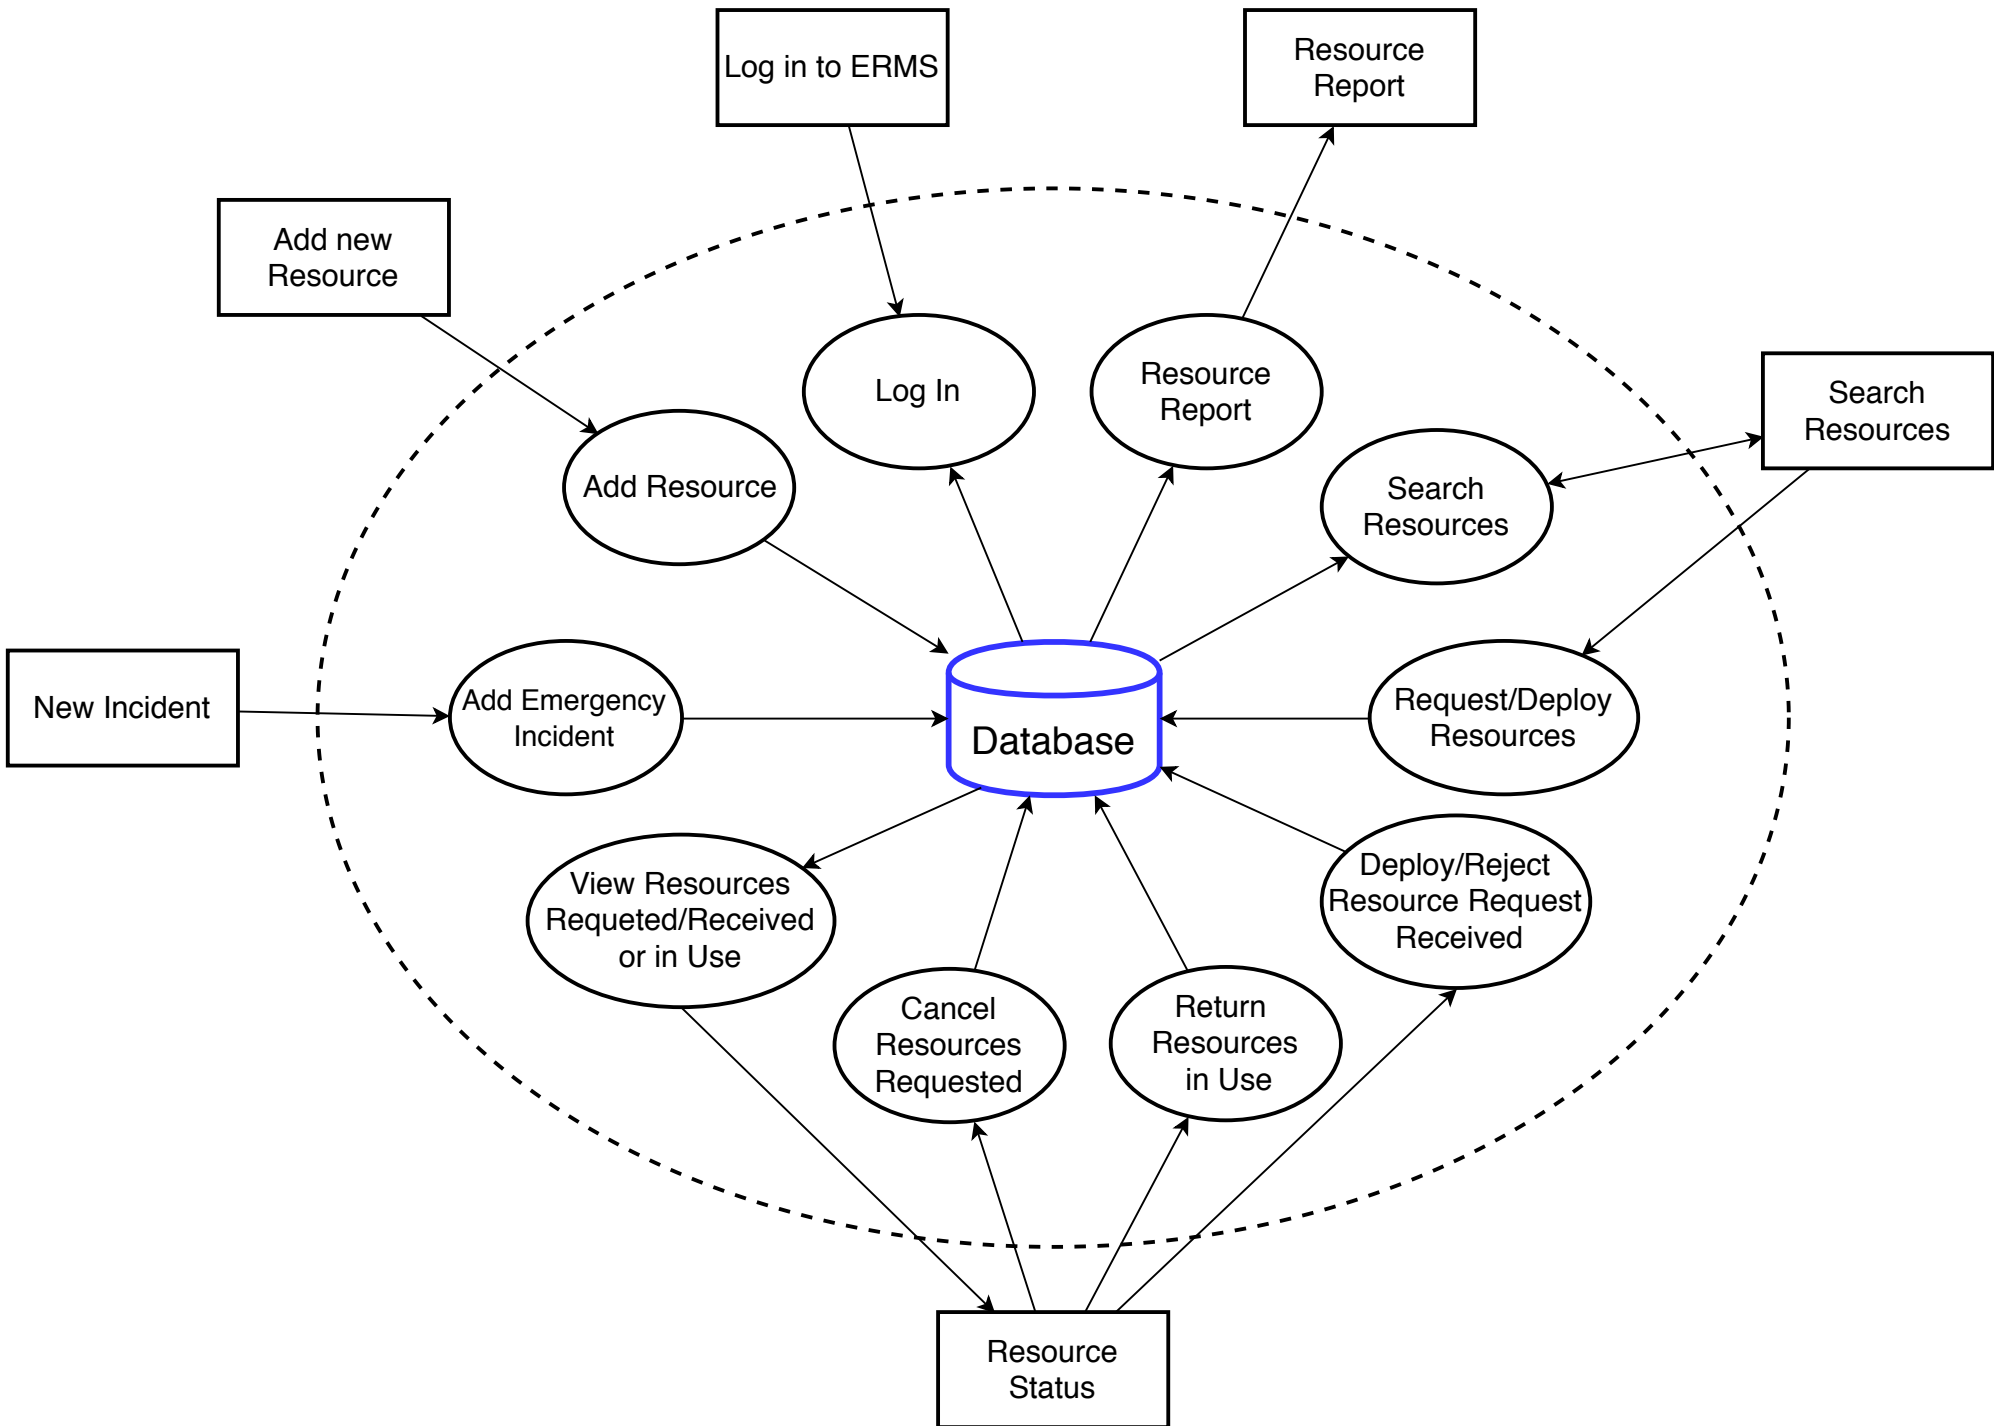 Log in to ERMS
Resource
Report
Add new
Resource
Search
Resources
Log In
Resource
Report
Add Resource
Search
Resources
New Incident
Add Emergency
Incident
Database
Request/Deploy
Resources
View Resources
Requeted/Received
or in Use
Deploy/Reject
Resource Request
Received
Cancel
Resources
Requested
Return
Resources
in Use
Resource
Status